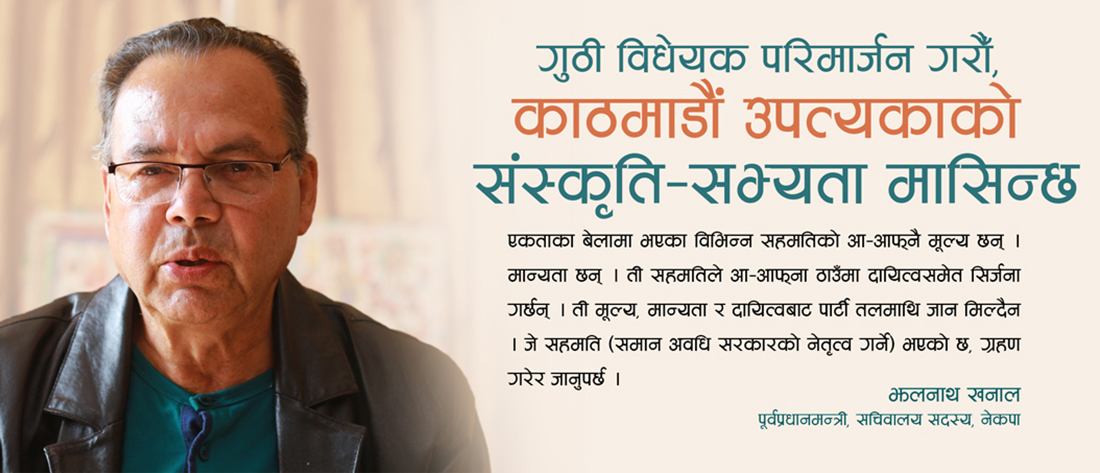 गुठी विधेयक परिमार्जन गरौं,
काठमाडौं उपत्यकाको
संस्कृति-सभ्यता मासिन्छ
एकताका बेलामा भएका विभिन्न सहमतिको आ-आफ्नै मूल्य छन् ।
मान्यता छन् । ती सहमतिले आ-आफ्ना ठाउँमा दायित्वसमेत सिर्जना
गर्छन् । ती मूल्य, मान्यता र दायित्वबाट पार्टी तलमाथि जान मिल्दैन
। जे सहमति (समान अवधि सरकारको नेतृत्व गर्ने) भएको छ, ग्रहण
गरेर जानुपर्छ ।
झलनाथ खनाल
पूर्वप्रधानमन्त्री, सचिवालय सदस्य, नेकपा